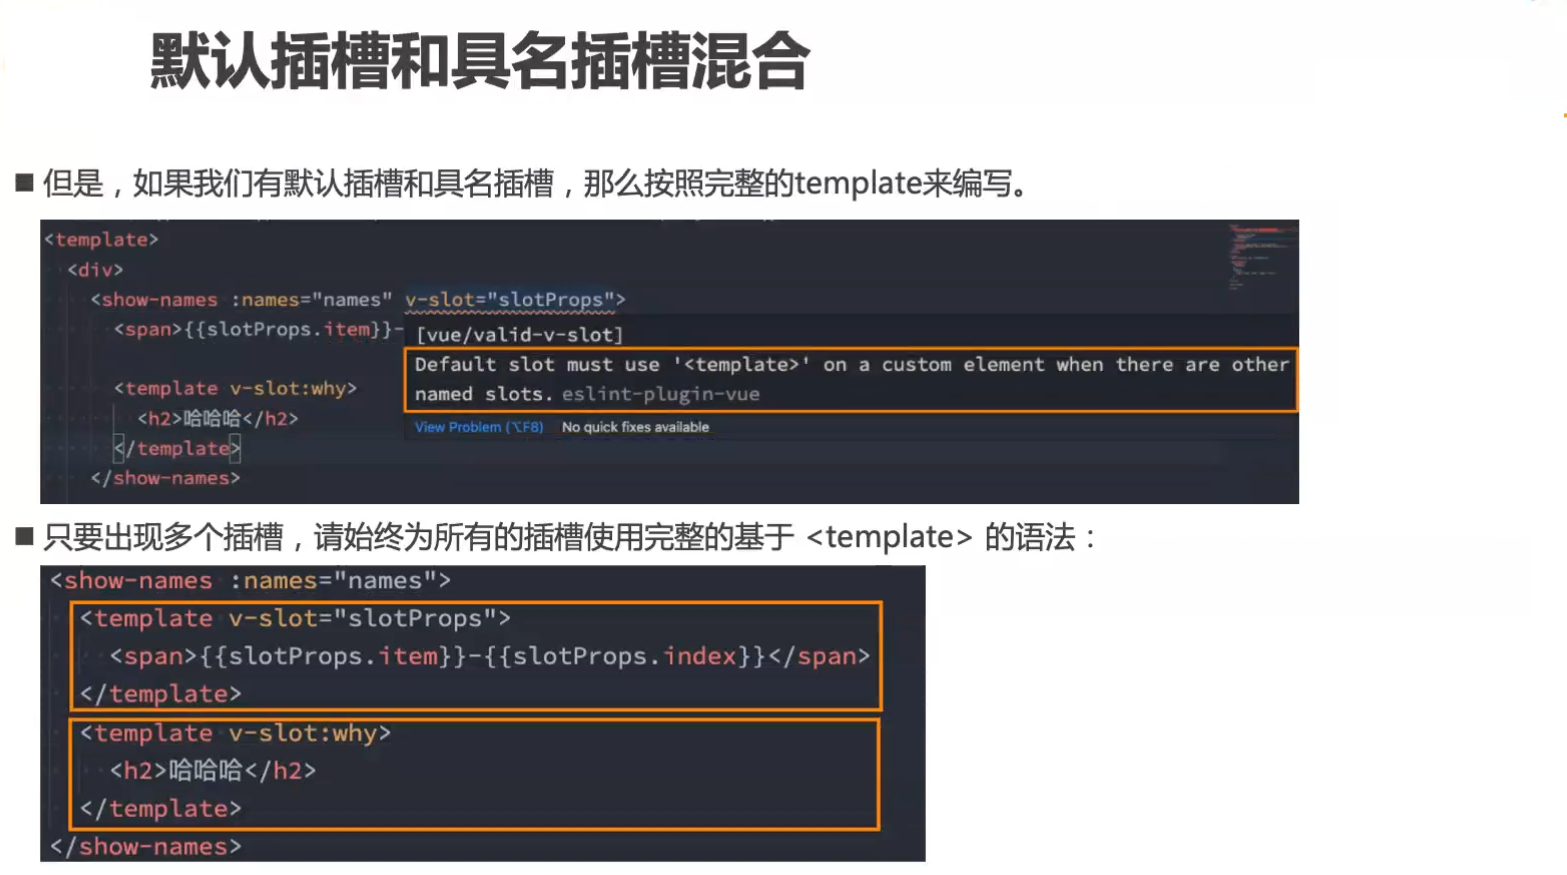 默认插槽和具名插槽混合
■ 但是，如果我们有默认插槽和具名插槽，那么按照完整的template来编写。
<template>
<div>
<show-names :names="names" v-slot="slotProps">
<span>{{slotProps.item}}-
[vue/valid-v-slot]
Default slot must use '<template>' on a custom element when there are other
named slots. eslint-plugin-vue
View Problem (⌥F8) No quick fixes available
<template v-slot:why>
<h2>哈哈哈</h2>
</template>
</show-names>
■ 只要出现多个插槽，请始终为所有的插槽使用完整的基于 <template> 的语法：
<show-names :names="names">
<template v-slot="slotProps">
<span>{{slotProps.item}}-{{slotProps.index}}</span>
</template>
<template v-slot:why>
<h2>哈哈哈</h2>
</template>
</show-names>